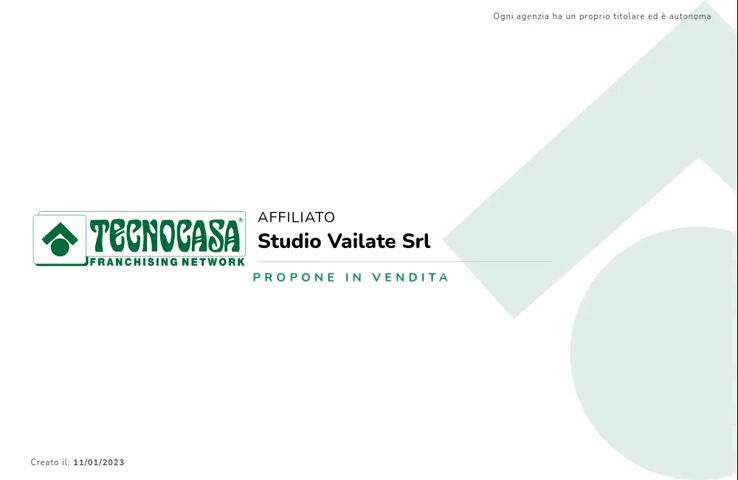 Ogni agenzia ha un proprio titolare ed è autonoma
TECNOCASA®
FRANCHISING NETWORK
AFFILIATO
Studio Vailate Srl
PROPONE IN VENDITA
Creato il: 11/01/2023